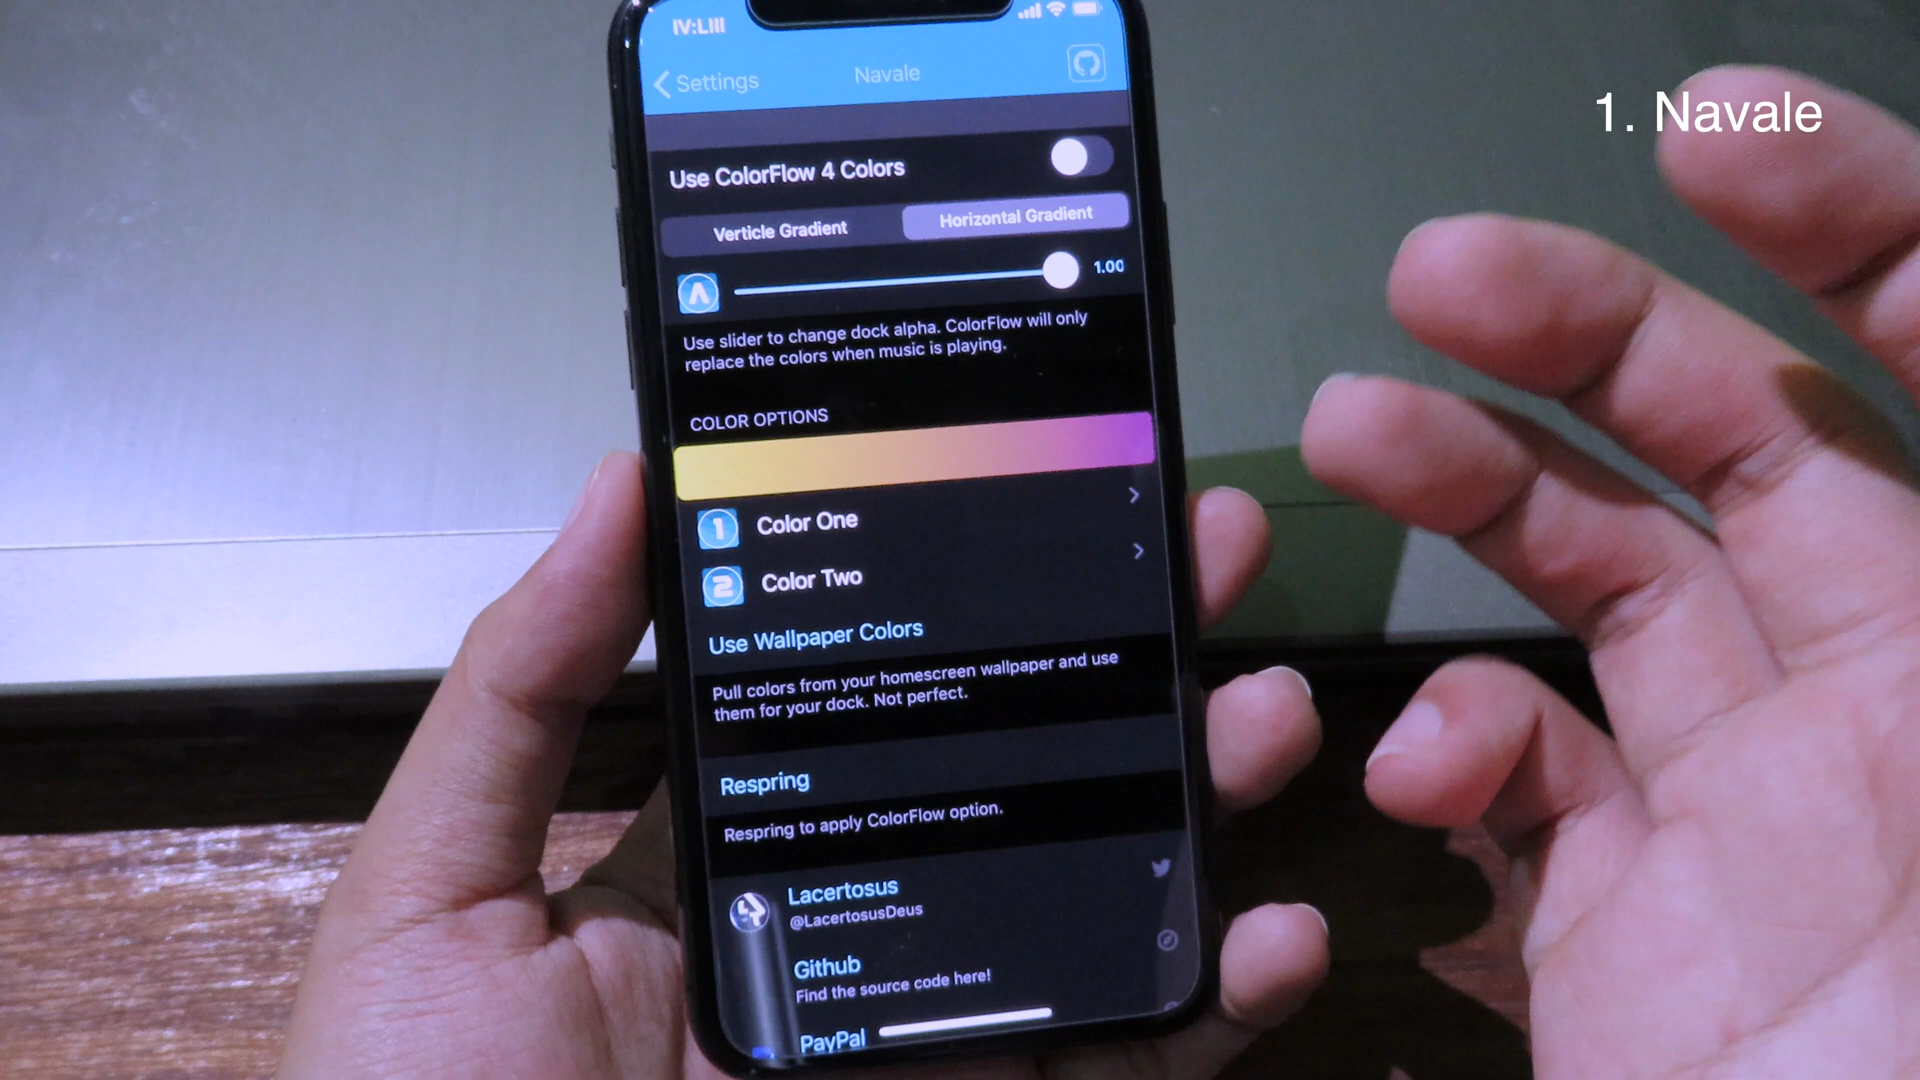 IV:LIII
Settings
Navale
1. Navale
Use ColorFlow 4 Colors
Verticle Gradient
Horizontal Gradient
1.00
Use slider to change dock alpha. ColorFlow will only
replace the colors when music is playing.
COLOR OPTIONS
1
Color One
2
Color Two
Use Wallpaper Colors
Pull colors from your homescreen wallpaper and use
them for your dock. Not perfect.
Respring
Respring to apply ColorFlow option.
Lacertosus
@LacertosusDeus
Github
Find the source code here!
PayPal